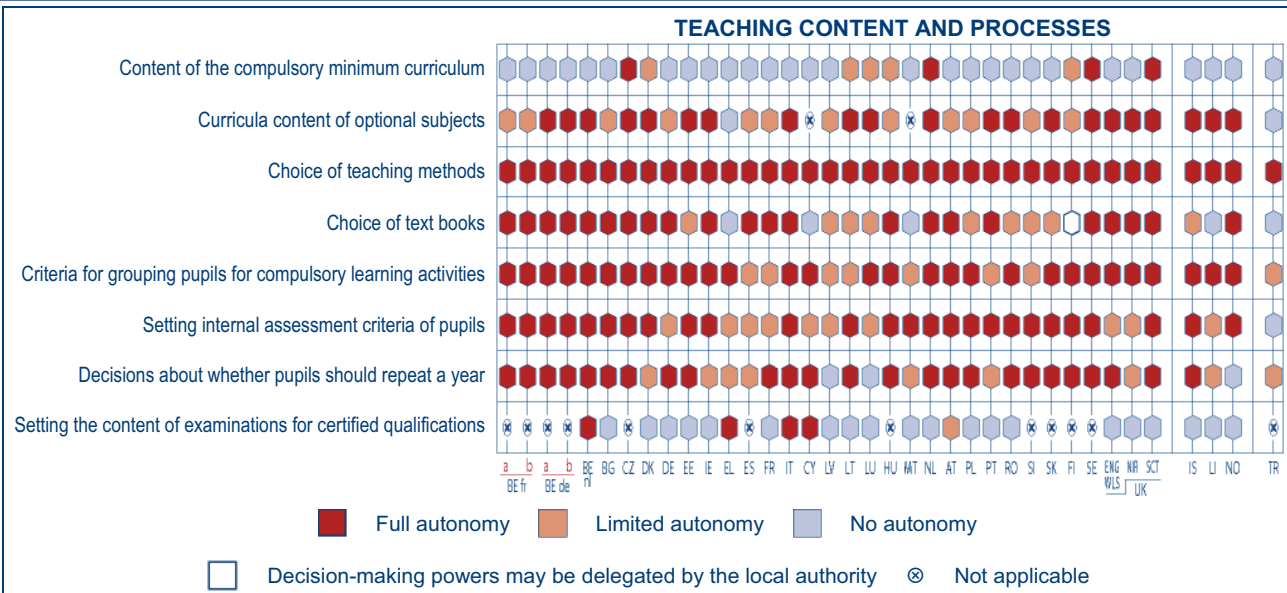 TEACHING CONTENT AND PROCESSES
Content of the compulsory minimum curriculum
Curricula content of optional subjects
Choice of teaching methods
Choice of text books
Criteria for grouping pupils for compulsory learning activities
Setting internal assessment criteria of pupils
Decisions about whether pupils should repeat a year
Setting the content of examinations for certified qualifications
a b a b BE BG CZ DK DE EE IE EL ES FR IT CY LV LT LU HU MT NL AT PL PT RO SI SK FI SE ENG NIR SCT IS LI NO TR
BE fr BE de nl WLS UK
Full autonomy Limited autonomy No autonomy
Decision-making powers may be delegated by the local authority Not applicable